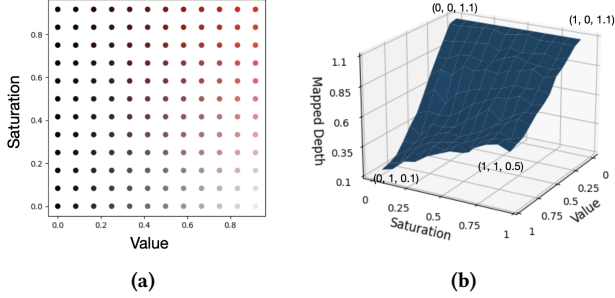 0.8
0.6
0.4
0.2
0.0
Saturation
0.0 0.2 0.4 0.6 0.8
Value
(a)
(0, 0, 1.1)
(1, 0, 1.1)
1.1
0.85
0.6
0.35
0.1
Mapped Depth
(0, 1, 0.1)
(1, 1, 0.5)
0 0.25 0.5 0.75 1
Saturation
1 0.75 0.5 0.25 0
Value
(b)